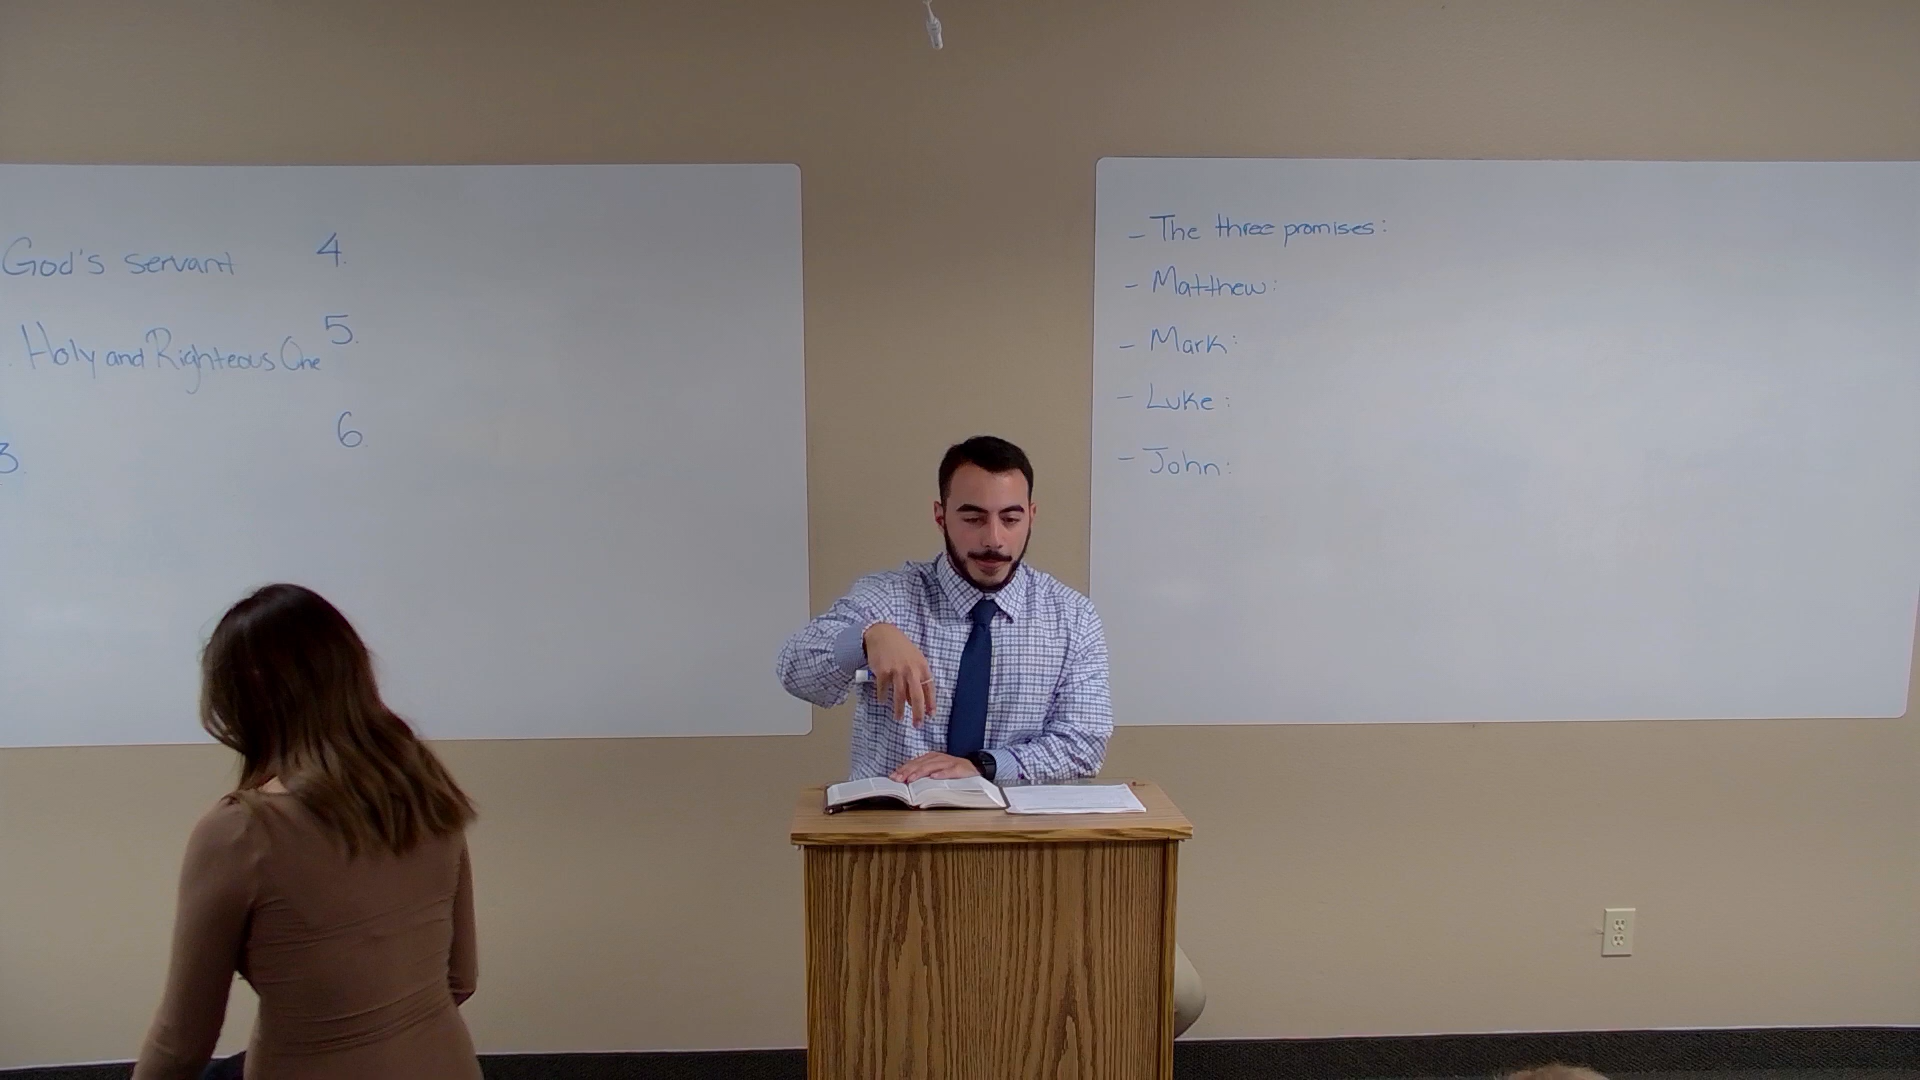 God's servant
4.
. Holy and Righteous One
5.
3.
6.
- The three promises:
- Matthew:
- Mark:
- Luke:
- John: